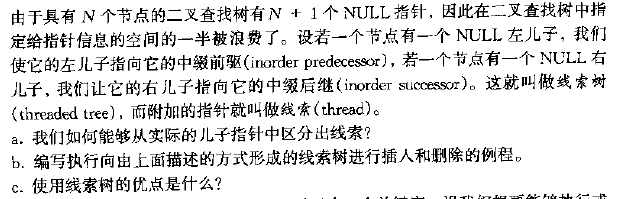 由于具有 N 个节点的二叉查找树有 N + 1 个 NULL 指针，因此在二叉查找树中指
定给指针信息的空间的一半被浪费了。设若一个节点有一个 NULL 左儿子，我们
使它的左儿子指向它的中缀前驱(inorder predecessor)，若一个节点有一个 NULL 右
儿子，我们让它的右儿子指向它的中缀后继(inorder successor)。这就叫做线索树
(threaded tree)，而附加的指针就叫做线索(thread)。
a. 我们如何能够从实际的儿子指针中区分出线索？
b. 编写执行向由上面描述的方式形成的线索树进行插入和删除的例程。
c. 使用线索树的优点是什么？